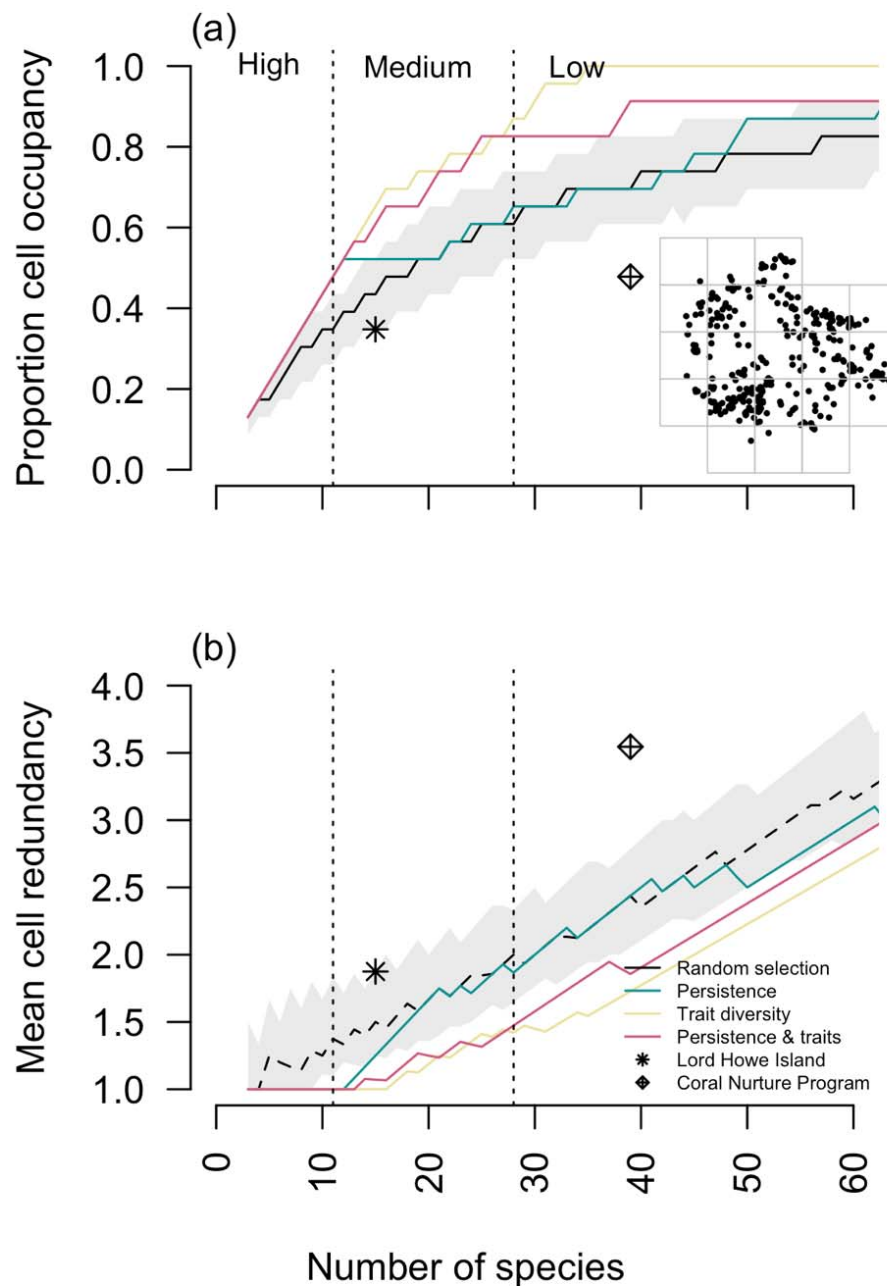 (a)
High Medium Low
Proportion cell occupancy
1.0
0.8
0.6
0.4
0.2
0.0
(b)
Mean cell redundancy
4.0
3.5
3.0
2.5
2.0
1.5
1.0
Random selection
Persistence
Trait diversity
Persistence & traits
Lord Howe Island
Coral Nurture Program
0 10 20 30 40 50 60
Number of species